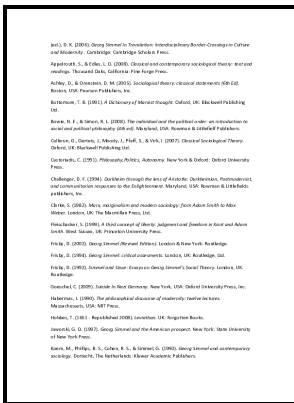 (ed.), D. K. (2006). Georg Simmel in Translation: Interdisciplinary Border-Crossings in Culture
and Modernity . Cambridge: Cambridge Scholars Press.
Appelrouth, S., & Edles, L. D. (2008). Classical and contemporary sociological theory: text and
readings. Thousand Oaks, California: Pine Forge Press.
Ashley, D., & Orenstein, D. M. (2005). Sociological theory: classical statements (6th Ed).
Boston, USA: Pearson Publishers, Inc.
Bottomore, T. B. (1991). A Dictionary of Marxist thought. Oxford, UK: Blackwell Publishing
Ltd.
Bowie, N. E., & Simon, R. L. (2008). The individual and the political order: an introduction to
social and political philosophy (4th ed). Maryland, USA: Rowman & Littlefield Publishers.
Calhoun, G., Gerteis, J., Moody, J., Pfaff, S., & Virk, I. (2007). Classical Sociological Theory.
Oxford, UK: Blackwell Publishing Ltd.
Castoriadis, C. (1991). Philosophy, Politics, Autonomy. New York & Oxford: Oxford University
Press.
Challenger, D. F. (1994). Durkheim through the lens of Aristotle: Durkheimian, Postmodernist,
and communitarian responses to the Enlightenment. Maryland, USA: Rowman & Littlefields
publishers, Inc.
Clarke, S. (1982). Marx, marginalism and modern sociology: from Adam Smith to Max
Weber. London, UK: The Macmillan Press, Ltd.
Fleischacker, S. (1999). A third concept of liberty: judgment and freedom in Kant and Adam
Smith. West Sussex, UK: Princeton University Press.
Frisby, D. (2002). Georg Simmel (Revised Edition). London & New York: Routledge.
Frisby, D. (1994). Georg Simmel: critical assessments. London, UK: Routledge, Ltd.
Frisby, D. (1992). Simmel and Since: Essays on Georg Simmel's Social Theory. London, UK:
Routledge.
Goeschel, C. (2009). Suicide in Nazi Germany. New York, USA: Oxford University Press, Inc.
Habermas, J. (1990). The philosophical discourse of modernity: twelve lectures.
Massachusetts, USA: MIT Press.
Hobbes, T. (1651 - Republished 2008). Leviathan. UK: Forgotten Books.
Jaworski, G. D. (1997). Georg Simmel and the American prospect. New York: State University
of New York Press.
Kaern, M., Phillips, B. S., Cohen, R. S., & Simmel, G. (1990). Georg Simmel and contemporary
sociology. Dortrecht, The Netherlands: Kluwer Academic Publishers.